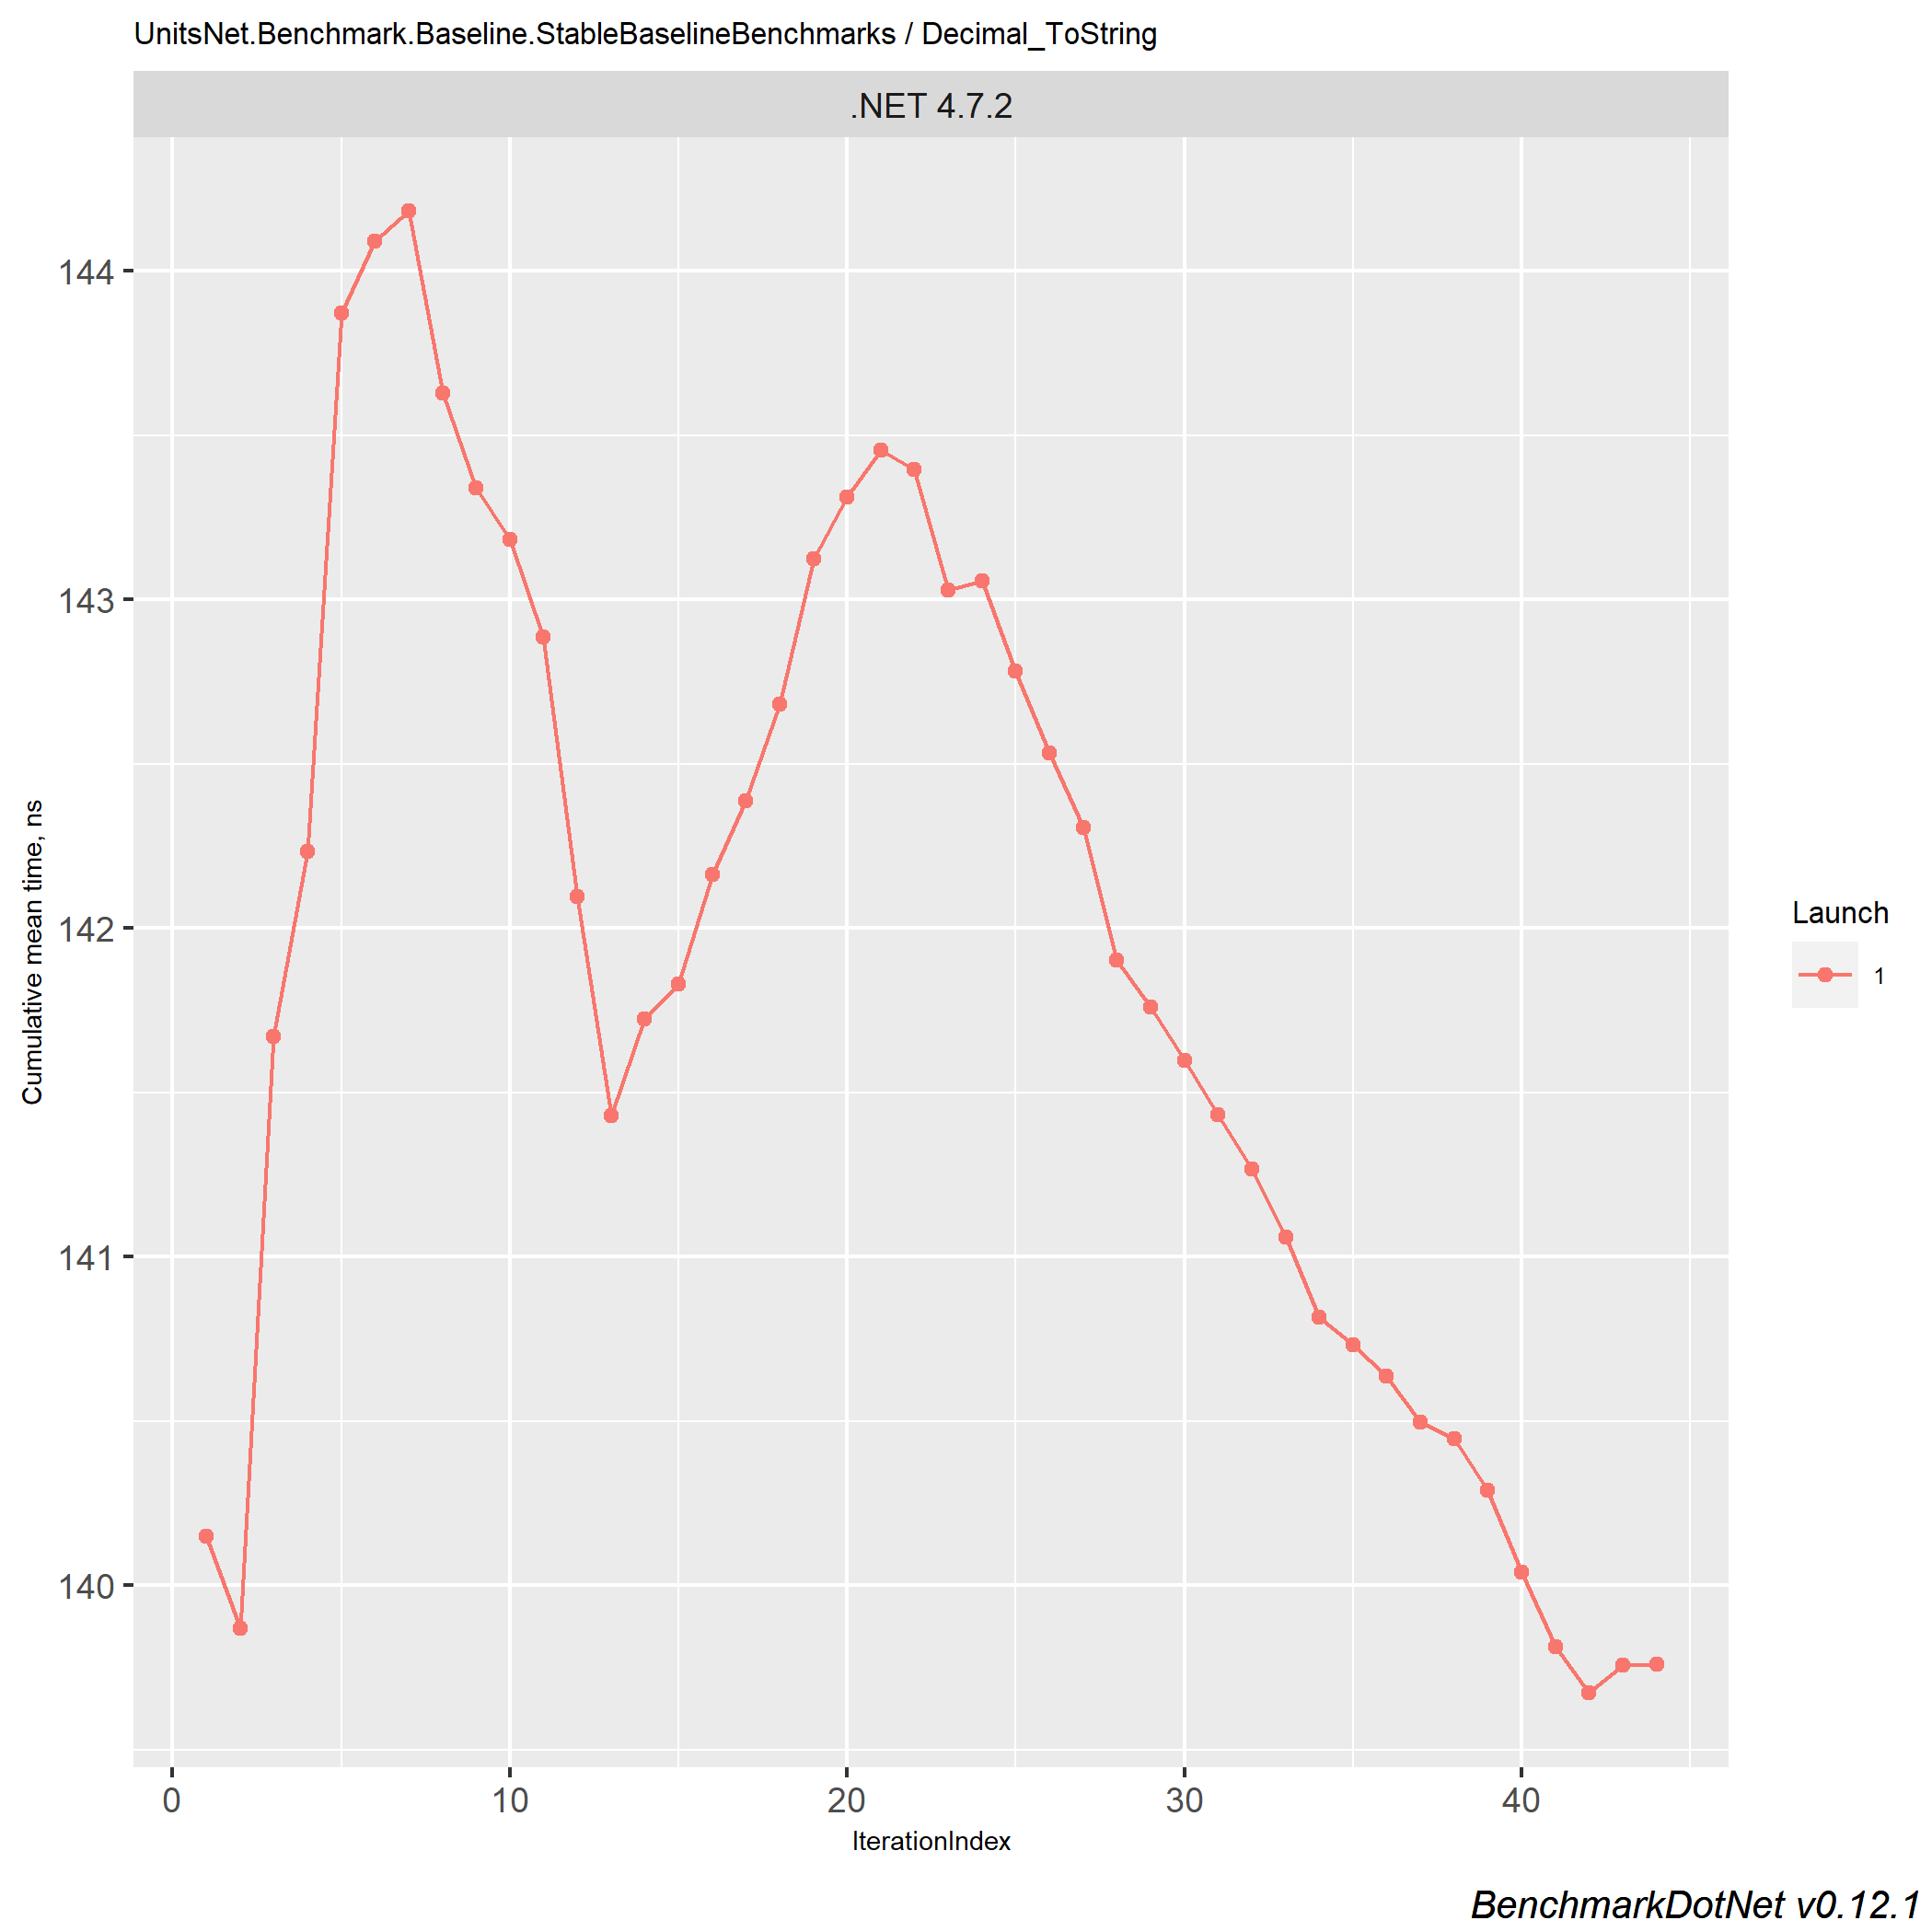 UnitsNet.Benchmark.Baseline.StableBaselineBenchmarks / Decimal_ToString
.NET 4.7.2
144
143
142
141
140
Cumulative mean time, ns
0 10 20 30 40
IterationIndex
Launch
1
BenchmarkDotNet v0.12.1